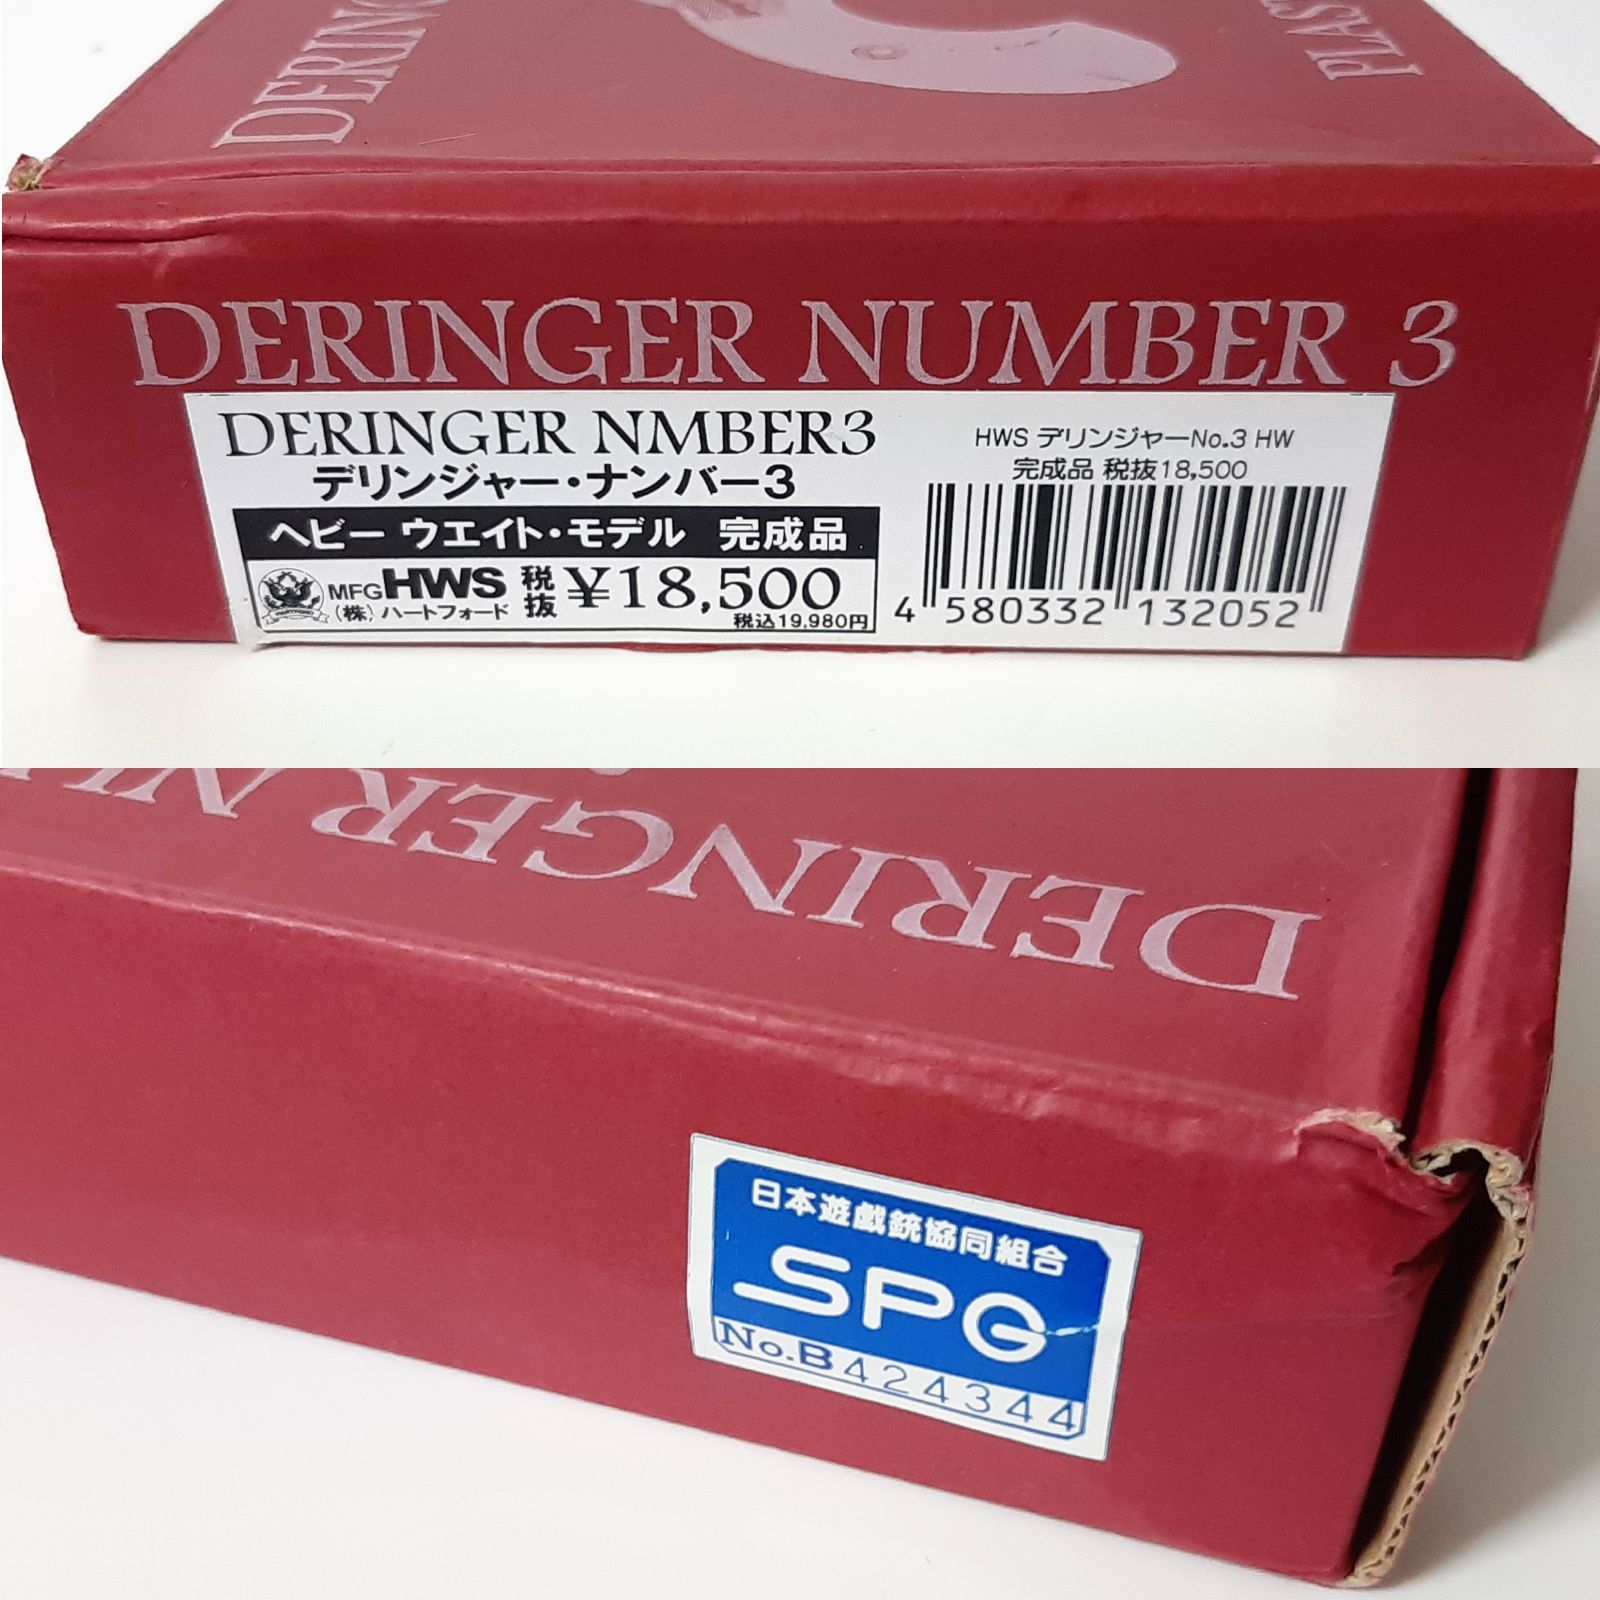 DERING
PLAST
DERINGER NUMBER 3
DERINGER NMBER3
デリンジャー・ナンバー3
ヘビー ウエイト・モデル 完成品
MFG HWS
(株)ハートフォード
税抜 ¥18,500
税込19,980円
HWS デリンジャーNo.3 HW
完成品 税抜18,500
4 580332 132052
DERINGER NU
日本遊戯銃協同組合
SPG
No.B424344